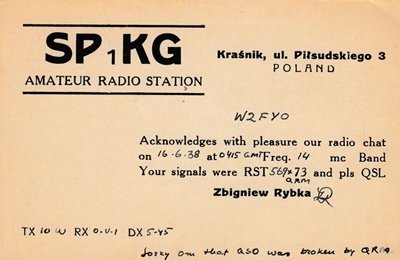 SP1KG
AMATEUR RADIO STATION
Kraśnik, ul. Piłsudskiego 3
POLAND
W2FYO
Acknowledges with pleasure our radio chat
on 16-6-38 at 0415 GMT Freq. 14 mc Band
Your signals were RST 569x 73 and pls QSL
QRM
Zbigniew Rybka
TX 10 W RX 0-V-1 DX 5-45
Sorry om that QSO was broken by QRM.